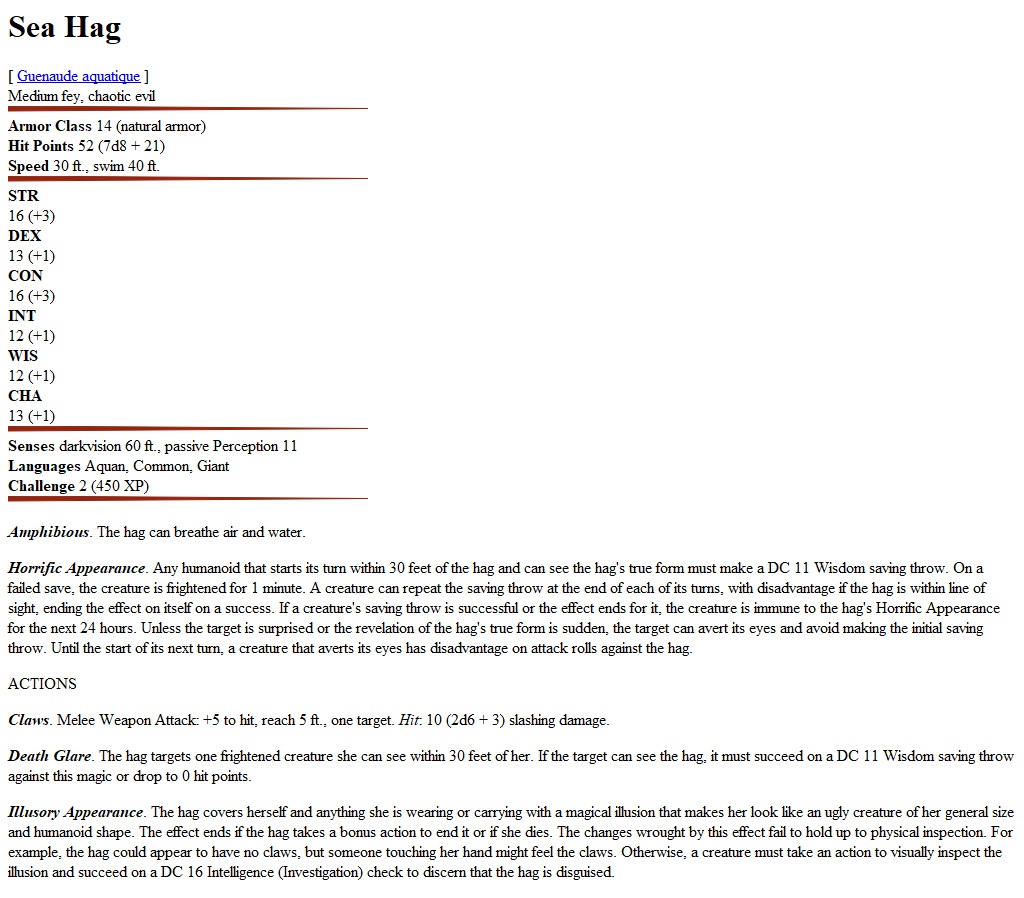 Sea Hag
[ Guenaude aquatique ]
Medium fey, chaotic evil
Armor Class 14 (natural armor)
Hit Points 52 (7d8 + 21)
Speed 30 ft., swim 40 ft.
STR
16 (+3)
DEX
13 (+1)
CON
16 (+3)
INT
12 (+1)
WIS
12 (+1)
CHA
13 (+1)
Senses darkvision 60 ft., passive Perception 11
Languages Aquan, Common, Giant
Challenge 2 (450 XP)
Amphibious. The hag can breathe air and water.
Horrific Appearance. Any humanoid that starts its turn within 30 feet of the hag and can see the hag's true form must make a DC 11 Wisdom saving throw. On a
failed save, the creature is frightened for 1 minute. A creature can repeat the saving throw at the end of each of its turns, with disadvantage if the hag is within line of
sight, ending the effect on itself on a success. If a creature's saving throw is successful or the effect ends for it, the creature is immune to the hag's Horrific Appearance
for the next 24 hours. Unless the target is surprised or the revelation of the hag's true form is sudden, the target can avert its eyes and avoid making the initial saving
throw. Until the start of its next turn, a creature that averts its eyes has disadvantage on attack rolls against the hag.
ACTIONS
Claws. Melee Weapon Attack: +5 to hit, reach 5 ft., one target. Hit: 10 (2d6 + 3) slashing damage.
Death Glare. The hag targets one frightened creature she can see within 30 feet of her. If the target can see the hag, it must succeed on a DC 11 Wisdom saving throw
against this magic or drop to 0 hit points.
Illusory Appearance. The hag covers herself and anything she is wearing or carrying with a magical illusion that makes her look like an ugly creature of her general size
and humanoid shape. The effect ends if the hag takes a bonus action to end it or if she dies. The changes wrought by this effect fail to hold up to physical inspection. For
example, the hag could appear to have no claws, but someone touching her hand might feel the claws. Otherwise, a creature must take an action to visually inspect the
illusion and succeed on a DC 16 Intelligence (Investigation) check to discern that the hag is disguised.